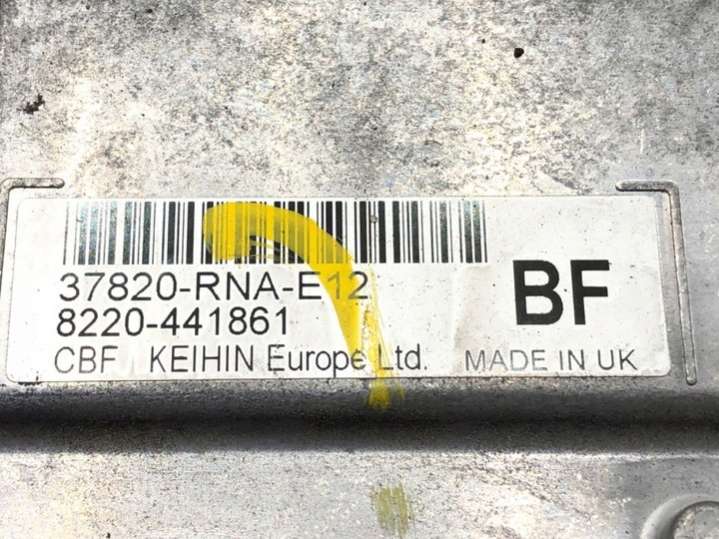 37820-RNA-E12
8220-441861
BF
CBF KEIHIN Europe Ltd. MADE IN UK